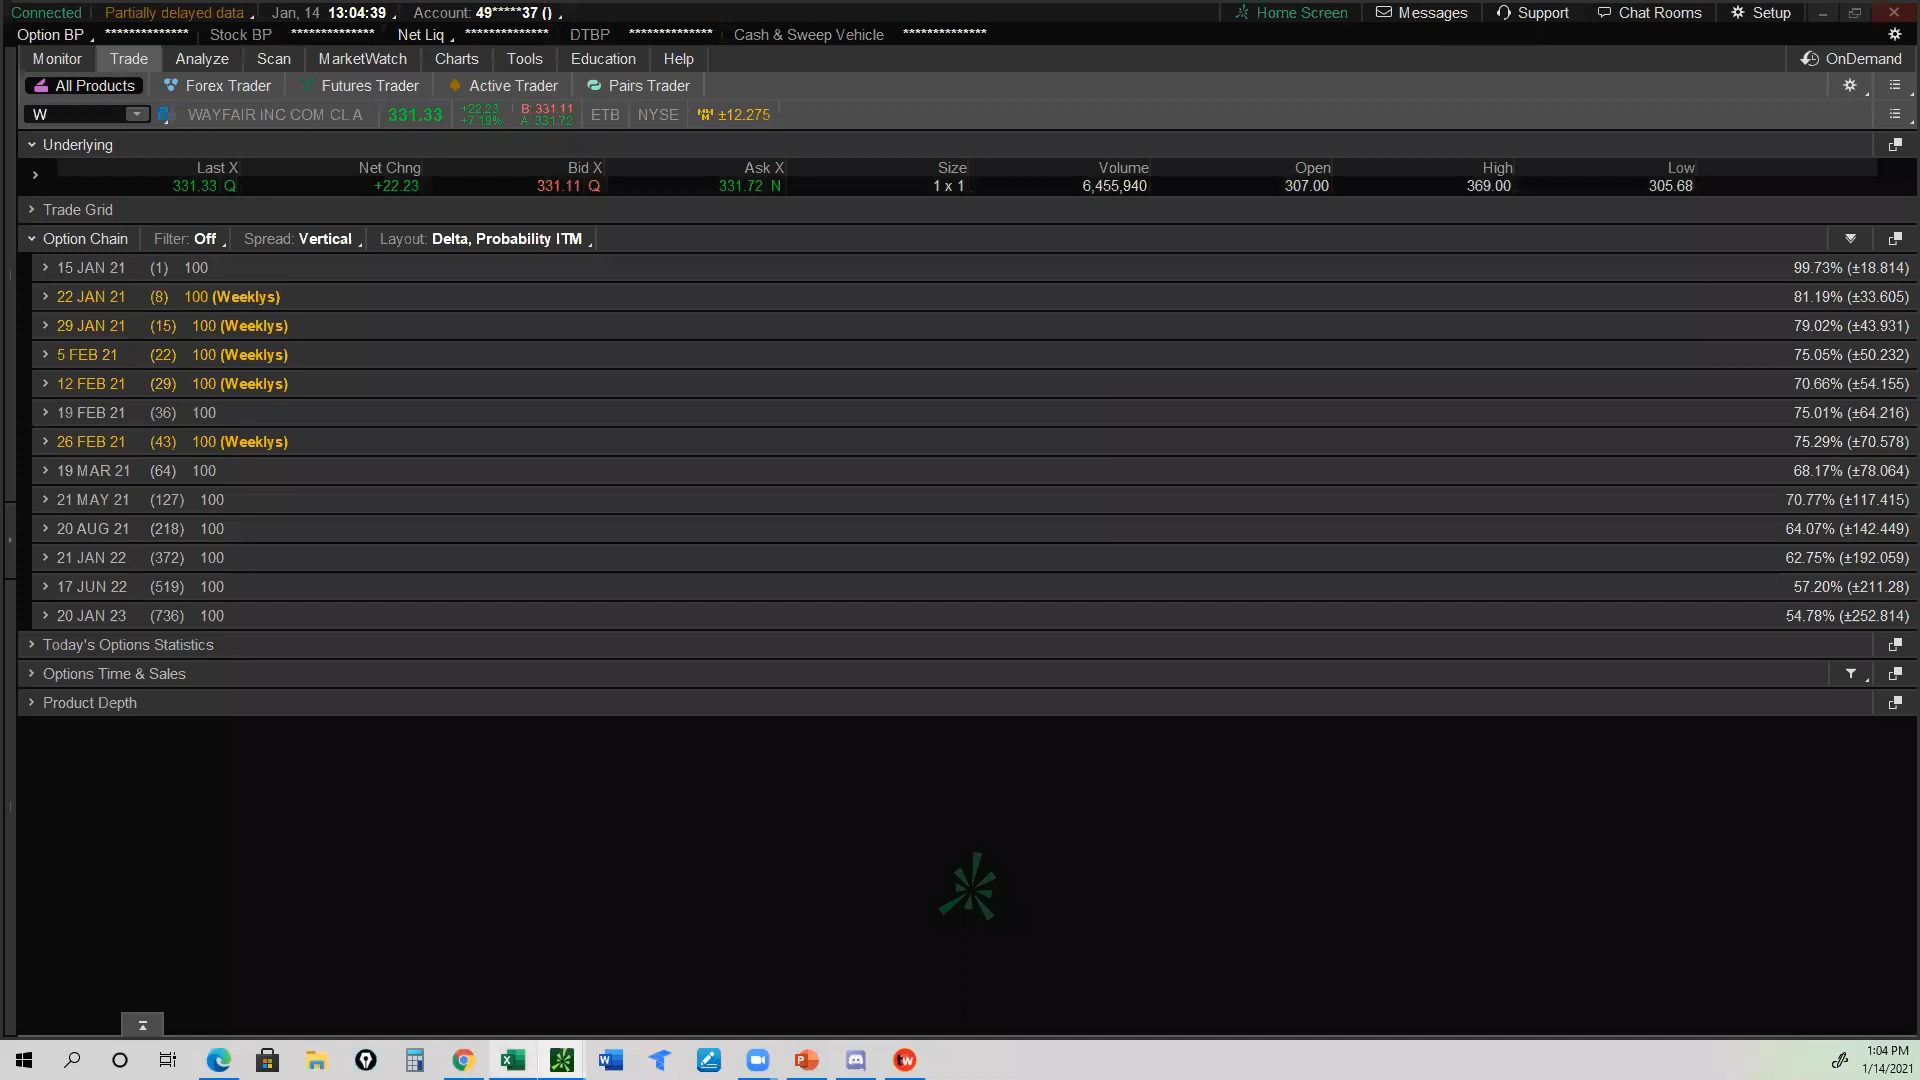 Connected Partially delayed data Jan, 14 13:04:39 Account: 49*****37 () Home Screen Messages Support Chat Rooms Setup
Option BP ************** Stock BP ************** Net Liq ************** DTBP ************** Cash & Sweep Vehicle **************
Monitor Trade Analyze Scan MarketWatch Charts Tools Education Help OnDemand
All Products Forex Trader Futures Trader Active Trader Pairs Trader
W WAYFAIR INC COM CL A 331.33 +22.23 +7.19% B: 331.11 A: 331.72 ETB NYSE ±12.275
Underlying
Last X Net Chng Bid X Ask X Size Volume Open High Low
331.33 Q +22.23 331.11 Q 331.72 N 1 x 1 6,455,940 307.00 369.00 305.68
Trade Grid
Option Chain Filter: Off Spread: Vertical Layout: Delta, Probability ITM
15 JAN 21 (1) 100 99.73% (±18.814)
22 JAN 21 (8) 100 (Weeklys) 81.19% (±33.605)
29 JAN 21 (15) 100 (Weeklys) 79.02% (±43.931)
5 FEB 21 (22) 100 (Weeklys) 75.05% (±50.232)
12 FEB 21 (29) 100 (Weeklys) 70.66% (±54.155)
19 FEB 21 (36) 100 75.01% (±64.216)
26 FEB 21 (43) 100 (Weeklys) 75.29% (±70.578)
19 MAR 21 (64) 100 68.17% (±78.064)
21 MAY 21 (127) 100 70.77% (±117.415)
20 AUG 21 (218) 100 64.07% (±142.449)
21 JAN 22 (372) 100 62.75% (±192.059)
17 JUN 22 (519) 100 57.20% (±211.28)
20 JAN 23 (736) 100 54.78% (±252.814)
Today's Options Statistics
Options Time & Sales
Product Depth
1:04 PM
1/14/2021